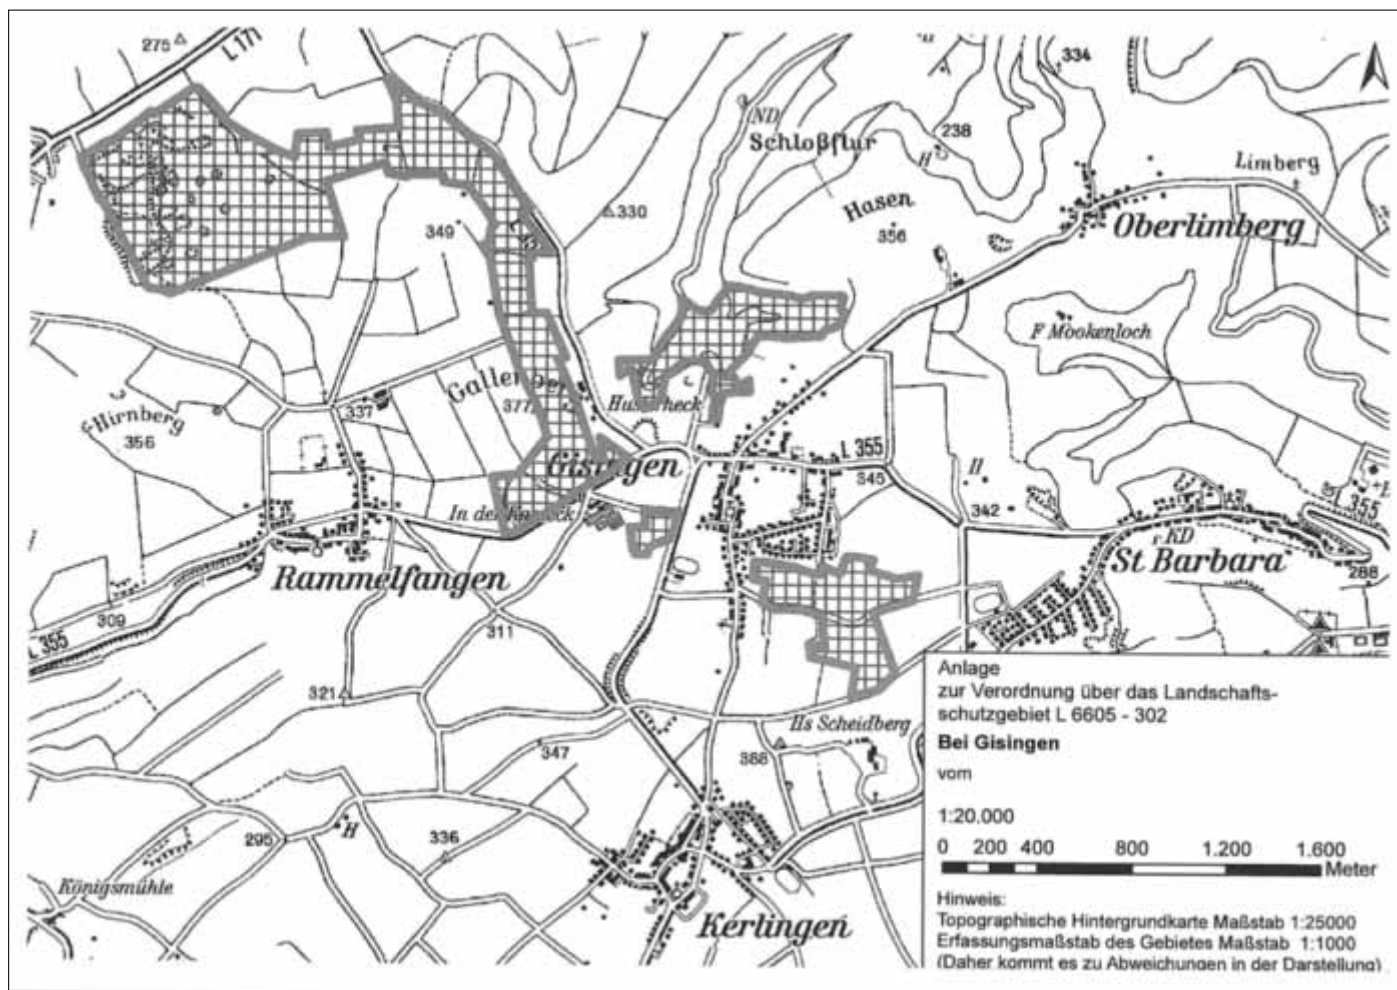 275
L 171
ND
Schloßflur
334
238
H
Limberg
Hasen
356
Oberlimberg
330
349
F Mookenloch
Hirnberg
356
337
377
Gisingen
L 355
345
H
342
355
In der
Rammelfangen
KD
St Barbara
288
309
L 355
311
321
Hs Scheidberg
347
388
H
295
336
Königsmühle
Kerlingen
Anlage
zur Verordnung über das Landschafts-
schutzgebiet L 6605 - 302
Bei Gisingen
vom
1:20.000
0 200 400 800 1.200 1.600
Meter
Hinweis:
Topographische Hintergrundkarte Maßstab 1:25000
Erfassungsmaßstab des Gebietes Maßstab 1:1000
(Daher kommt es zu Abweichungen in der Darstellung)